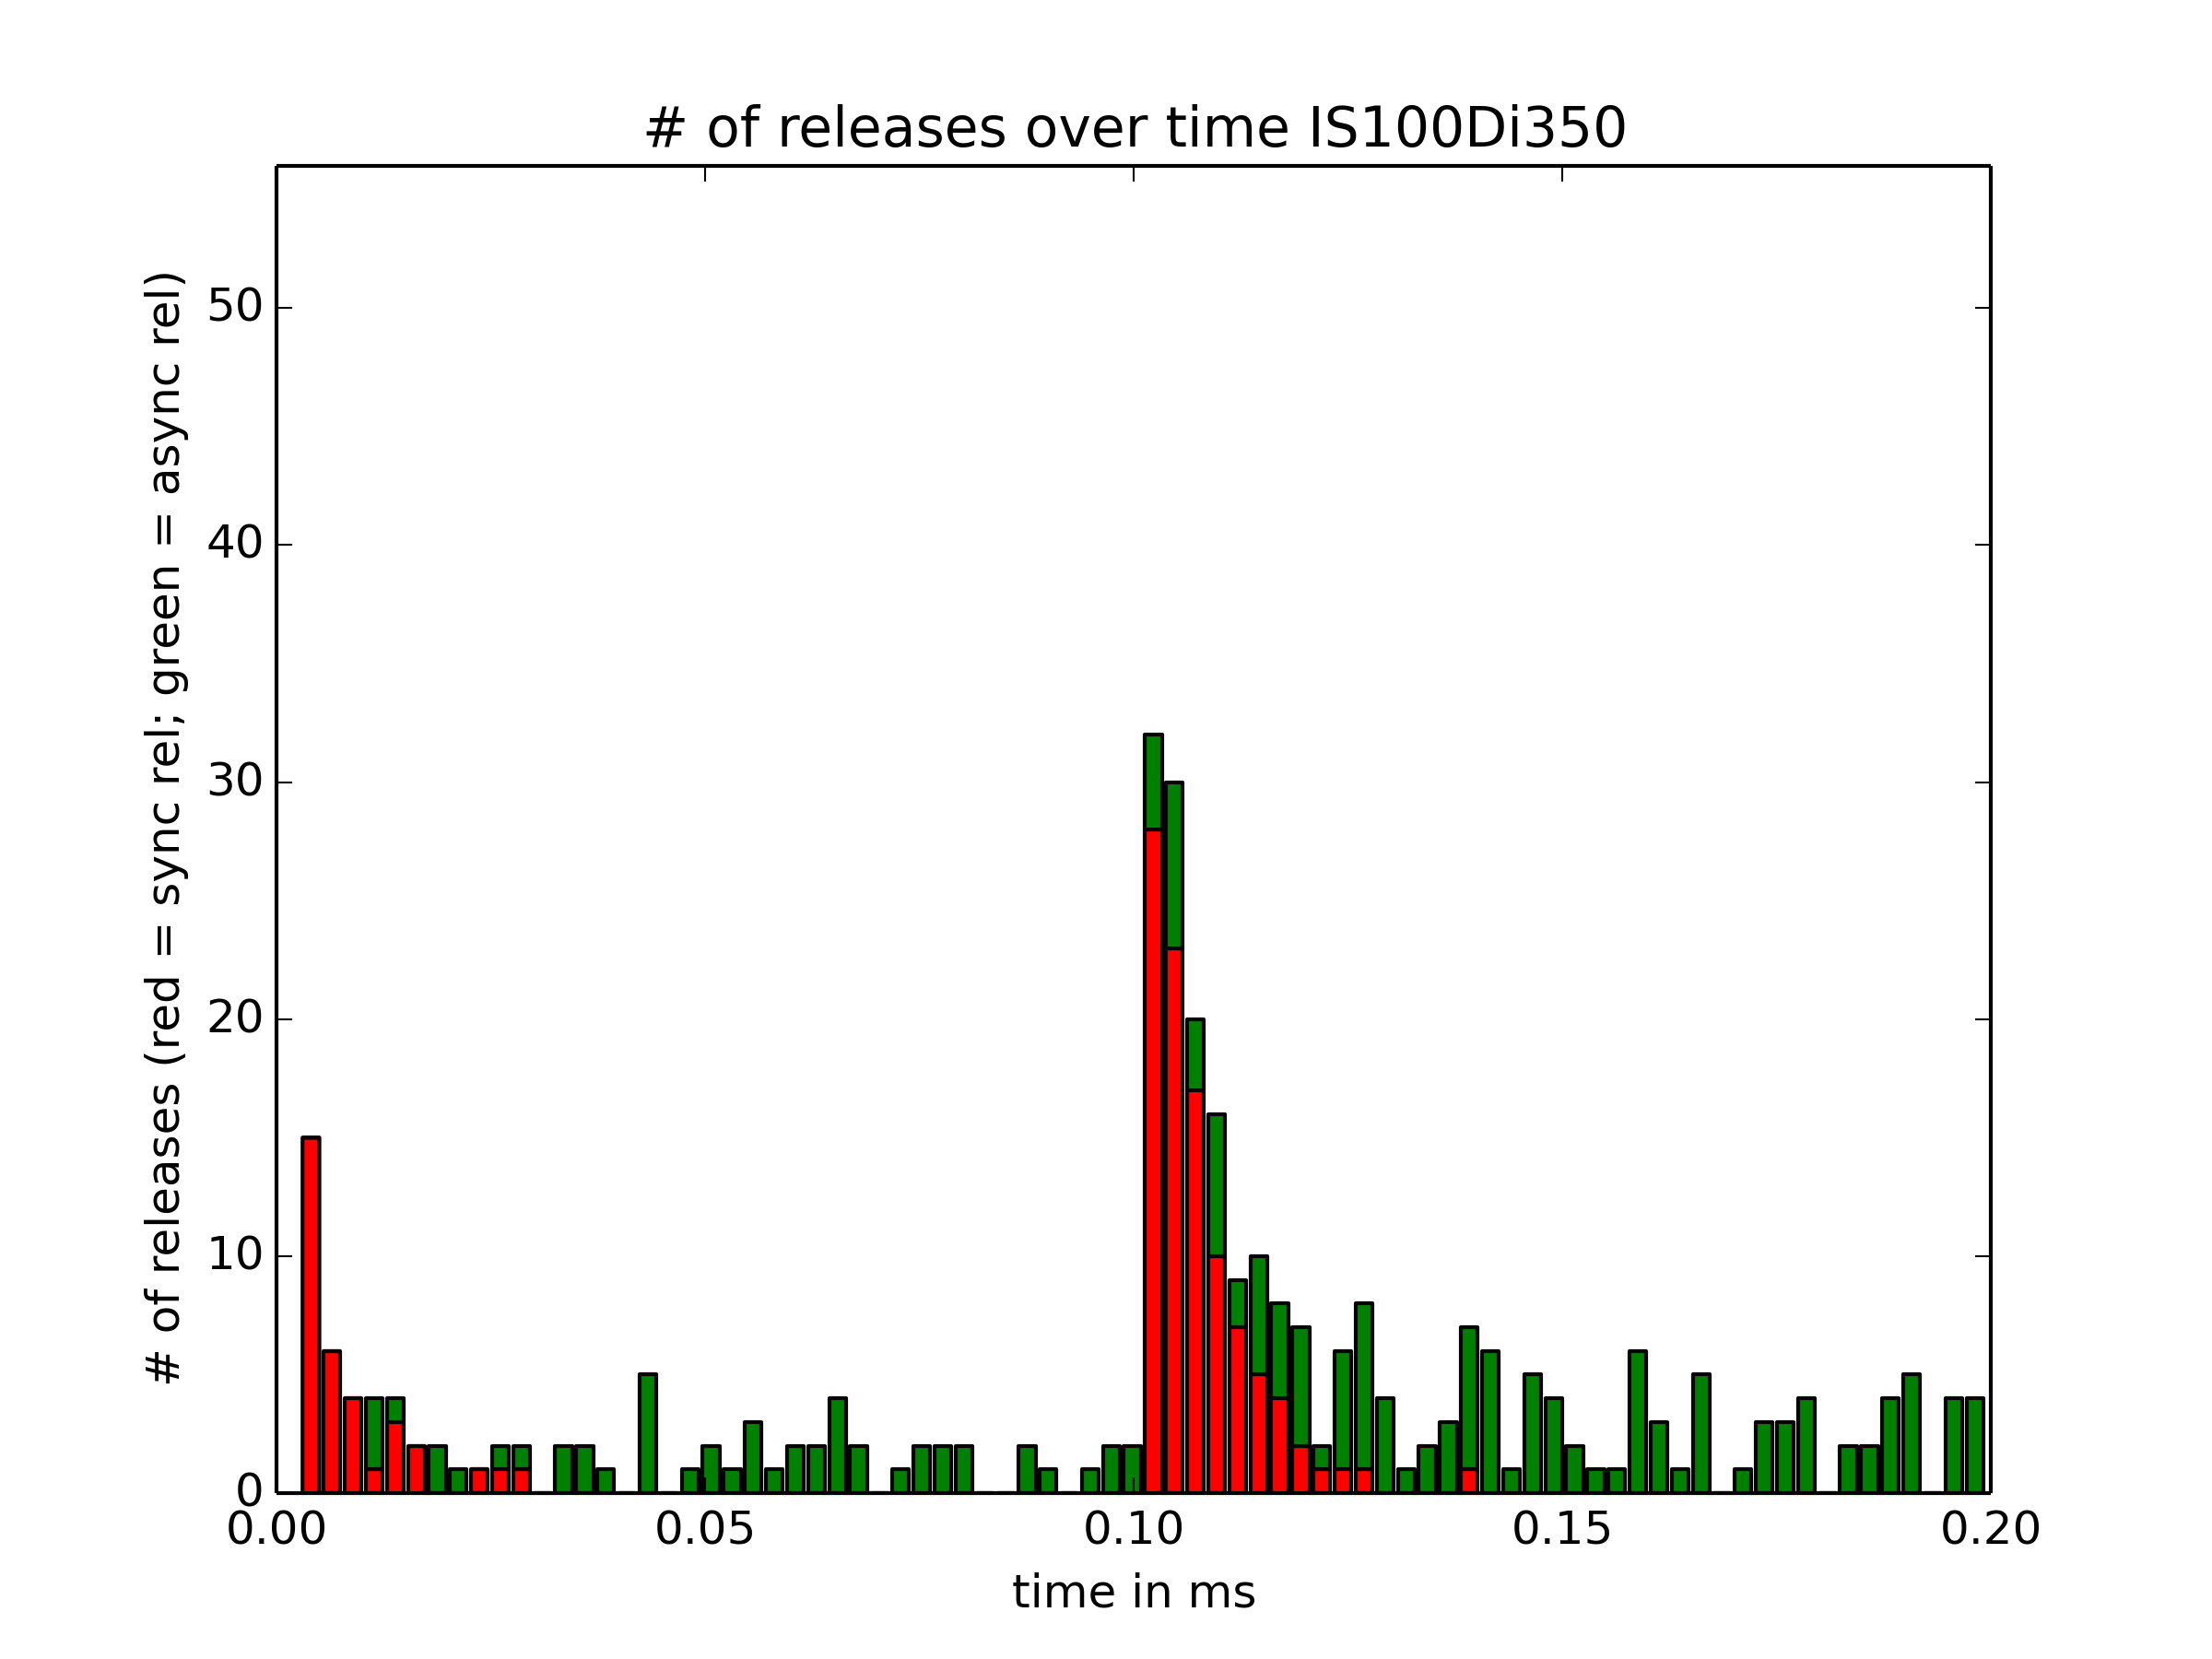 # of releases over time IS100Di350
# of releases (red = sync rel; green = async rel)
50
40
30
20
10
0
0.00 0.05 0.10 0.15 0.20
time in ms